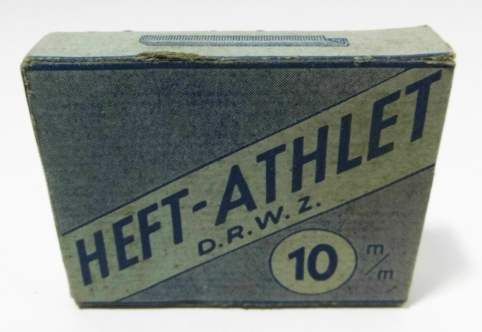 HEFT-ATHLET
D.R.W.Z.
10 m/m